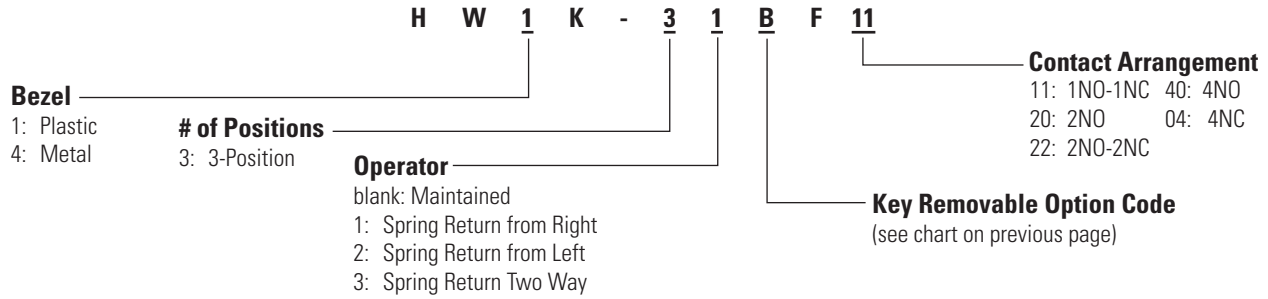 H W 1 K - 3 1 B F 11
Bezel
1: Plastic
4: Metal
# of Positions
3: 3-Position
Operator
blank: Maintained
1: Spring Return from Right
2: Spring Return from Left
3: Spring Return Two Way
Contact Arrangement
11: 1NO-1NC 40: 4NO
20: 2NO 04: 4NC
22: 2NO-2NC
Key Removable Option Code
(see chart on previous page)